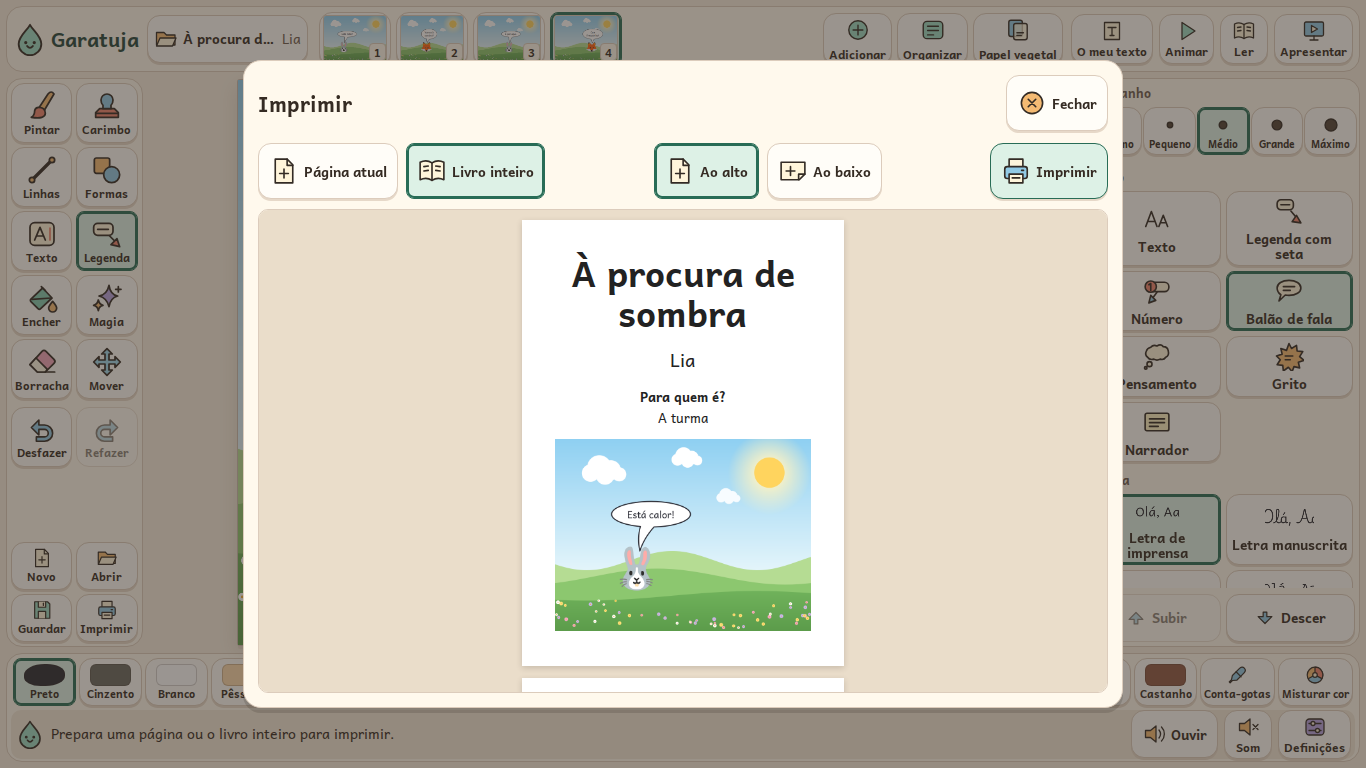 Garatuja
À procura d... Lia
1
2
3
4
Adicionar
Organizar
Papel vegetal
O meu texto
Animar
Ler
Apresentar
Imprimir
Fechar
Página atual
Livro inteiro
Ao alto
Ao baixo
Imprimir
À procura de
sombra
Lia
Para quem é?
A turma
Está calor!
Pintar
Carimbo
Linhas
Formas
Texto
Legenda
Encher
Magia
Borracha
Mover
Desfazer
Refazer
Novo
Abrir
Guardar
Imprimir
Pequeno
Médio
Grande
Máximo
Texto
Legenda com
seta
Número
Balão de fala
Pensamento
Grito
Narrador
Olá, Aa
Letra de
imprensa
Letra manuscrita
Subir
Descer
Preto
Cinzento
Branco
Castanho
Conta-gotas
Misturar cor
Prepara uma página ou o livro inteiro para imprimir.
Ouvir
Som
Definições